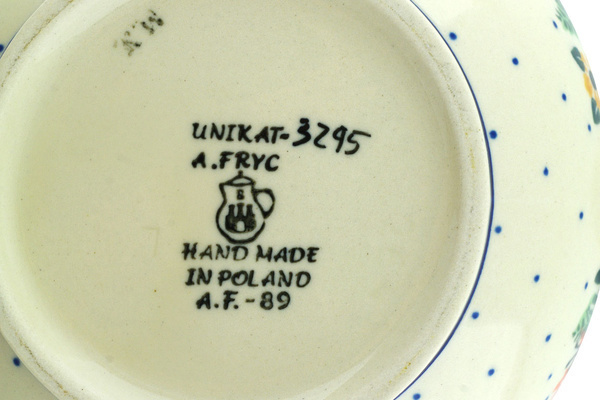 UNIKAT-3295
A.FRYC
HAND MADE
IN POLAND
A.F.-89